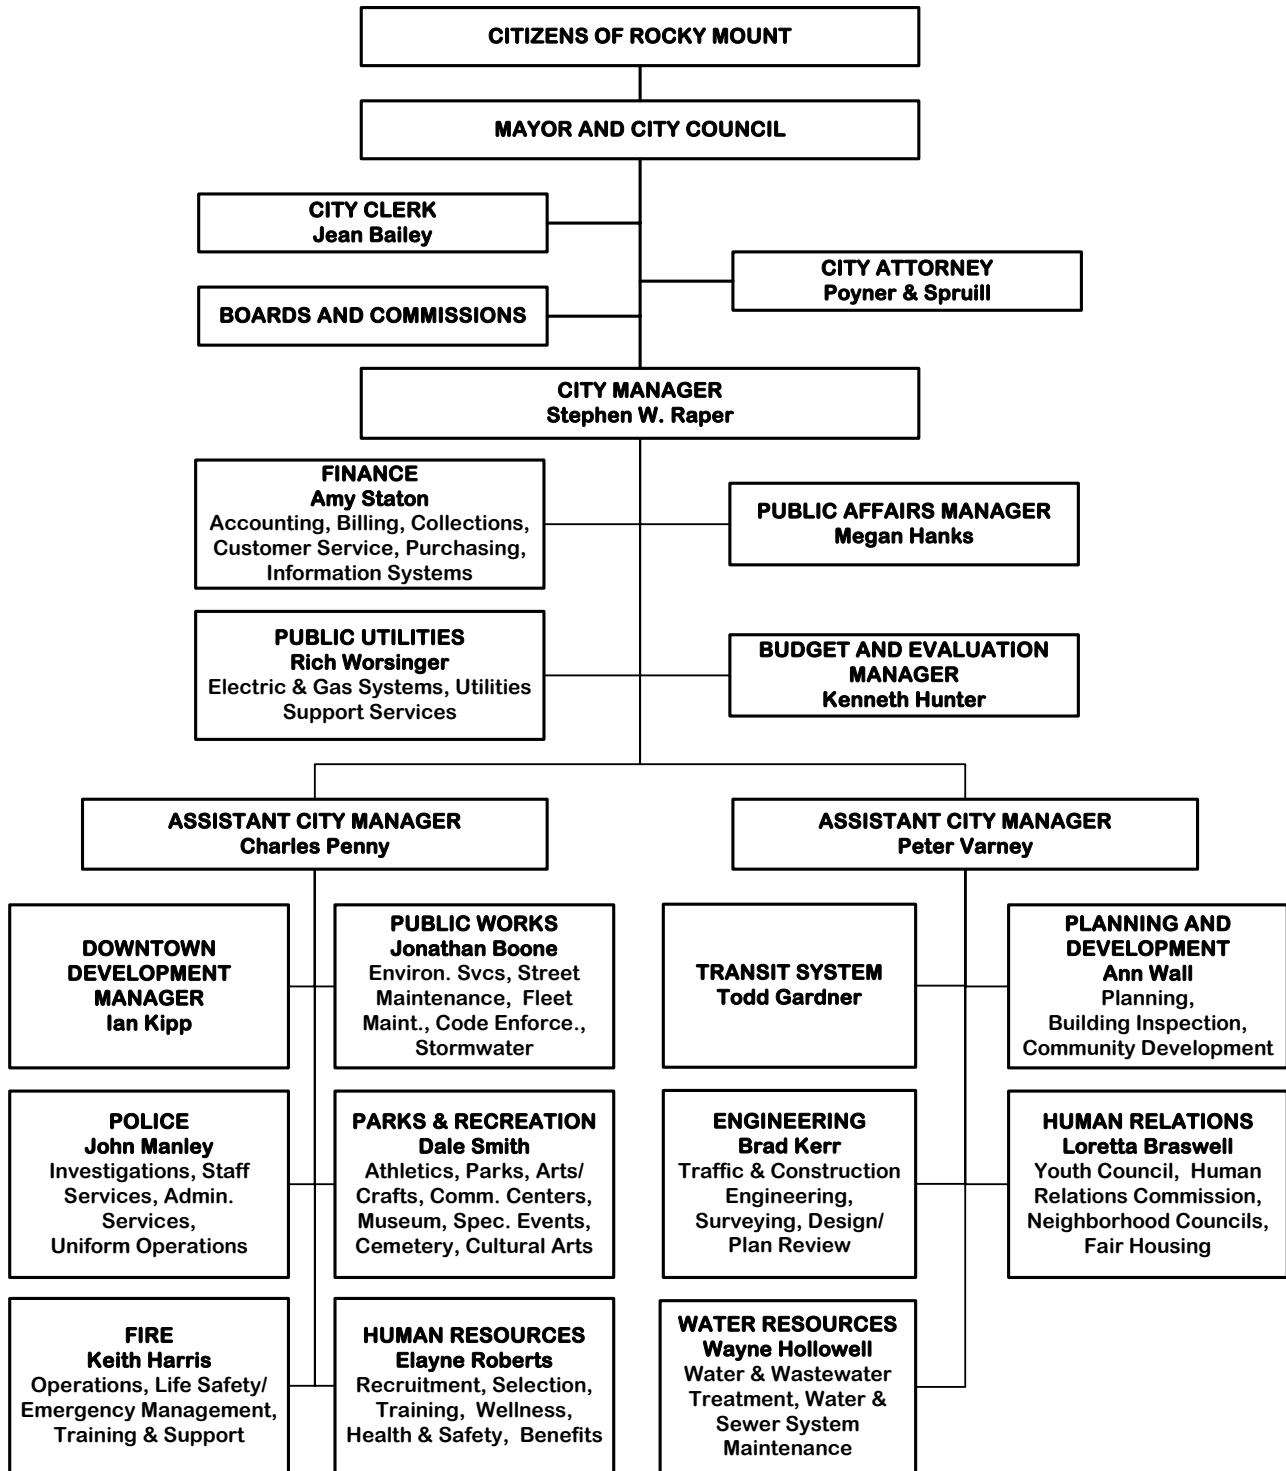 CITIZENS OF ROCKY MOUNT
MAYOR AND CITY COUNCIL
CITY CLERK
Jean Bailey
CITY ATTORNEY
Poyner & Spruill
BOARDS AND COMMISSIONS
CITY MANAGER
Stephen W. Raper
FINANCE
Amy Staton
Accounting, Billing, Collections,
Customer Service, Purchasing,
Information Systems
PUBLIC AFFAIRS MANAGER
Megan Hanks
PUBLIC UTILITIES
Rich Worsinger
Electric & Gas Systems, Utilities
Support Services
BUDGET AND EVALUATION
MANAGER
Kenneth Hunter
ASSISTANT CITY MANAGER
Charles Penny
ASSISTANT CITY MANAGER
Peter Varney
DOWNTOWN
DEVELOPMENT
MANAGER
Ian Kipp
PUBLIC WORKS
Jonathan Boone
Environ. Svcs, Street
Maintenance, Fleet
Maint., Code Enforce.,
Stormwater
TRANSIT SYSTEM
Todd Gardner
PLANNING AND
DEVELOPMENT
Ann Wall
Planning,
Building Inspection,
Community Development
POLICE
John Manley
Investigations, Staff
Services, Admin.
Services,
Uniform Operations
PARKS & RECREATION
Dale Smith
Athletics, Parks, Arts/
Crafts, Comm. Centers,
Museum, Spec. Events,
Cemetery, Cultural Arts
ENGINEERING
Brad Kerr
Traffic & Construction
Engineering,
Surveying, Design/
Plan Review
HUMAN RELATIONS
Loretta Braswell
Youth Council, Human
Relations Commission,
Neighborhood Councils,
Fair Housing
FIRE
Keith Harris
Operations, Life Safety/
Emergency Management,
Training & Support
HUMAN RESOURCES
Elayne Roberts
Recruitment, Selection,
Training, Wellness,
Health & Safety, Benefits
WATER RESOURCES
Wayne Hollowell
Water & Wastewater
Treatment, Water &
Sewer System
Maintenance